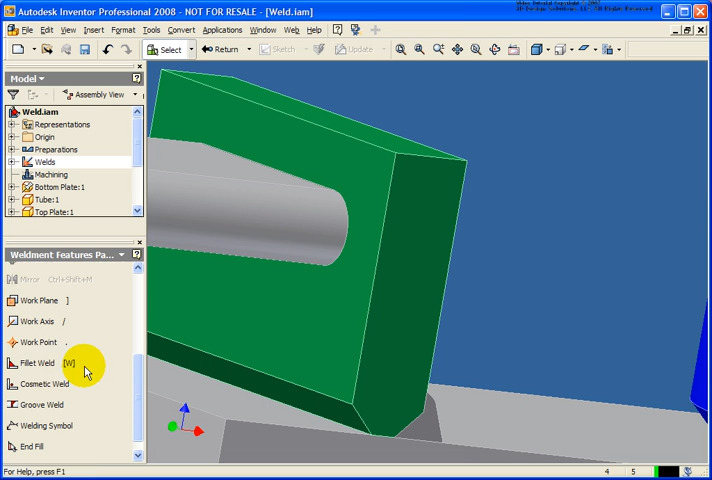 Autodesk Inventor Professional 2008 - NOT FOR RESALE - [Weld.iam]
File Edit View Insert Format Tools Convert Applications Window Web Help
Select Return Sketch Update
Model
Assembly View
Weld.iam
Representations
Origin
Preparations
Welds
Machining
Bottom Plate:1
Tube:1
Top Plate:1
Weldment Features Pa...
Mirror Ctrl+Shift+M
Work Plane ]
Work Axis /
Work Point .
Fillet Weld [W]
Cosmetic Weld
Groove Weld
Welding Symbol
End Fill
For Help, press F1 4 5